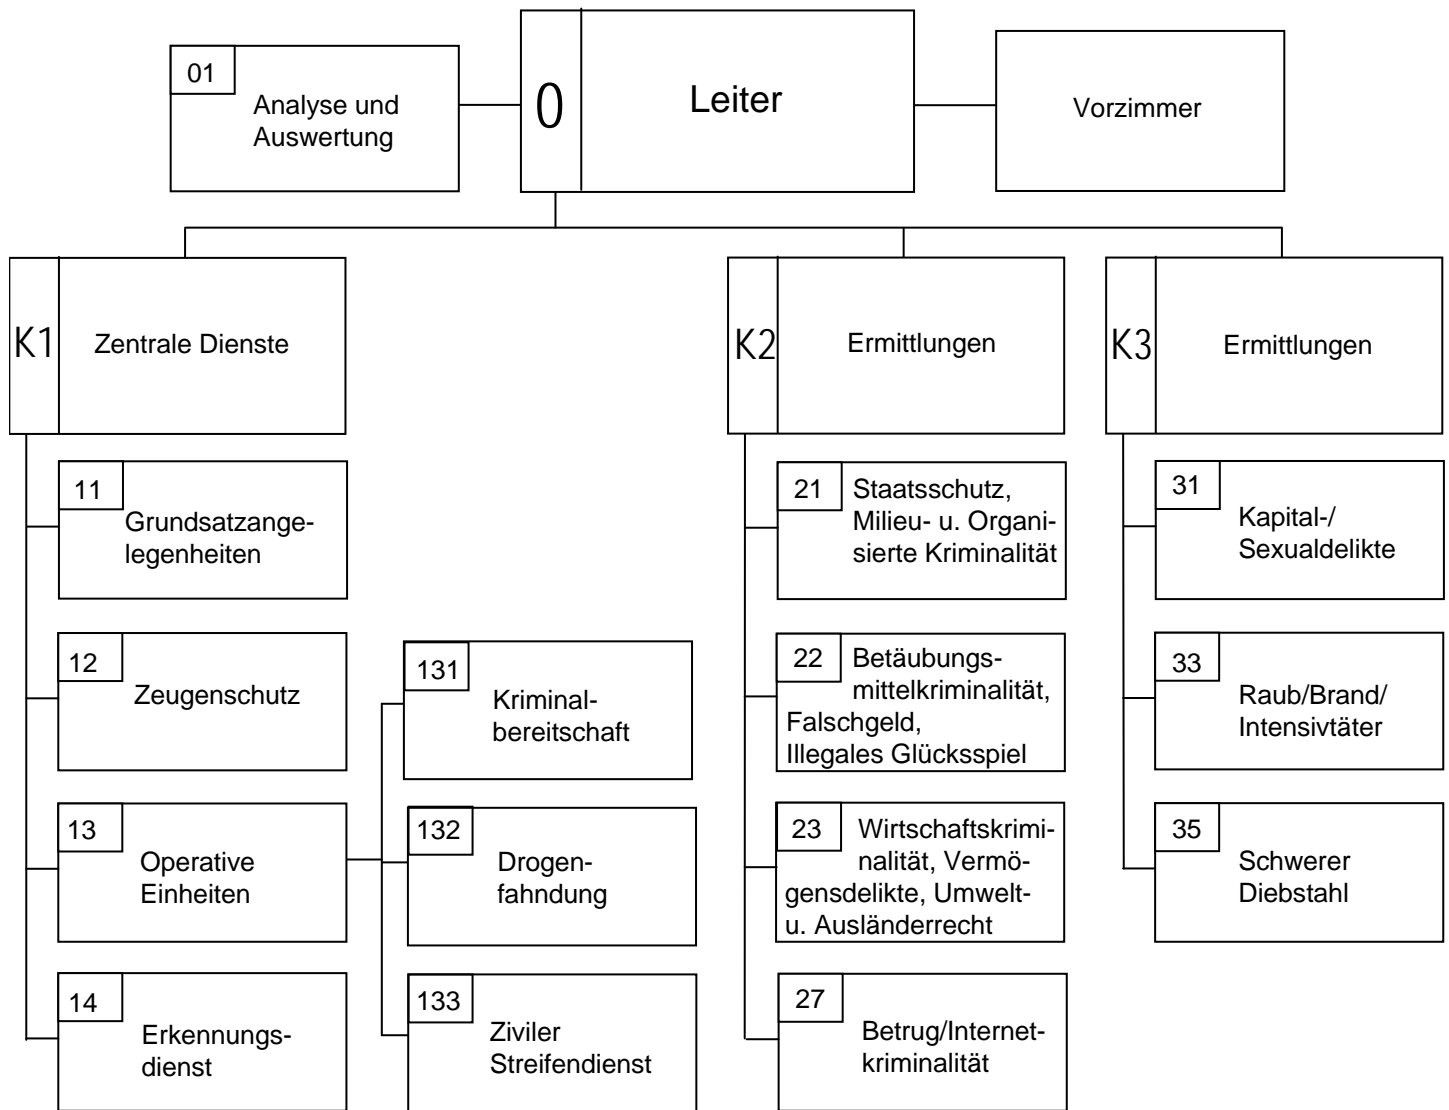 01
Analyse und
Auswertung
0
Leiter
Vorzimmer
K1
Zentrale Dienste
11
Grundsatzange-
legenheiten
12
Zeugenschutz
13
Operative
Einheiten
131
Kriminal-
bereitschaft
132
Drogen-
fahndung
133
Ziviler
Streifendienst
14
Erkennungs-
dienst
K2
Ermittlungen
21
Staatsschutz,
Milieu- u. Organi-
sierte Kriminalität
22
Betäubungs-
mittelkriminalität,
Falschgeld,
Illegales Glücksspiel
23
Wirtschaftskrimi-
nalität, Vermö-
gensdelikte, Umwelt-
u. Ausländerrecht
27
Betrug/Internet-
kriminalität
K3
Ermittlungen
31
Kapital-/
Sexualdelikte
33
Raub/Brand/
Intensivtäter
35
Schwerer
Diebstahl